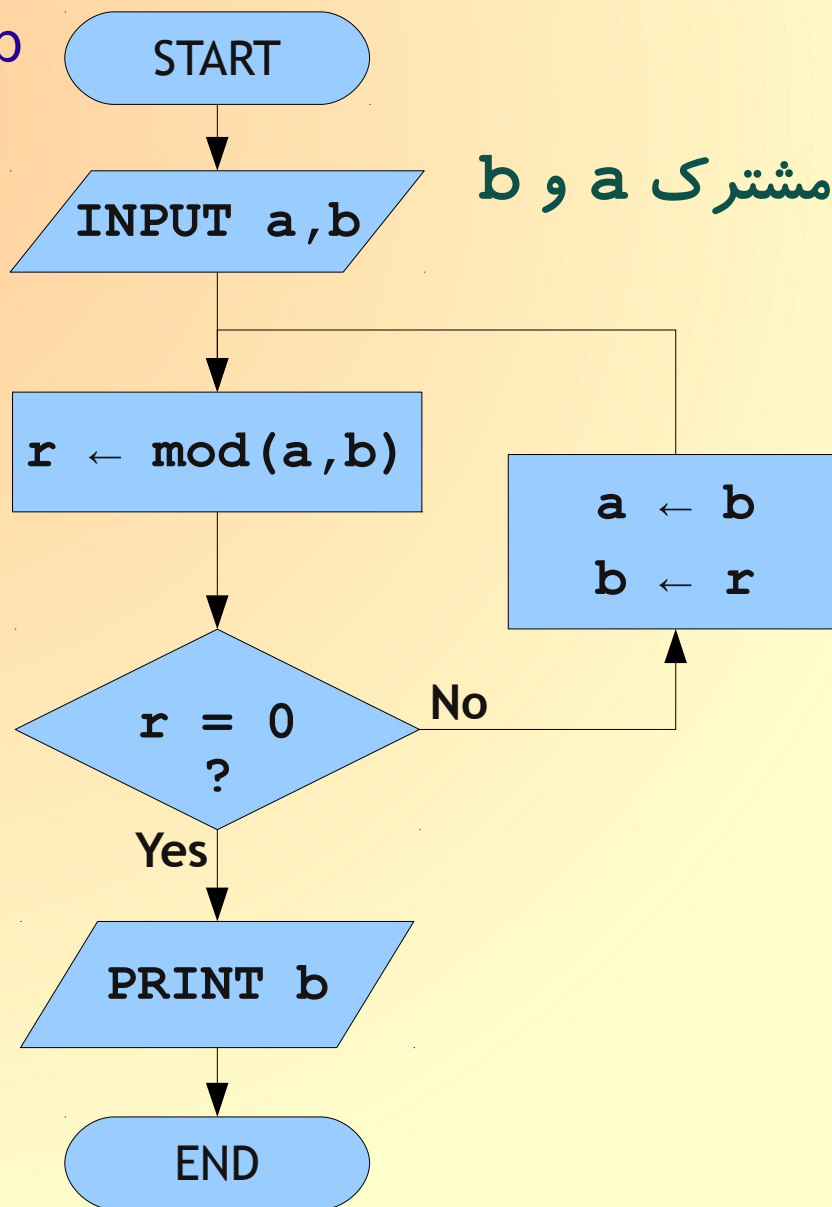 START
INPUT a,b
مشترک a و b
r ← mod(a,b)
a ← b
b ← r
r = 0
?
No
Yes
PRINT b
END